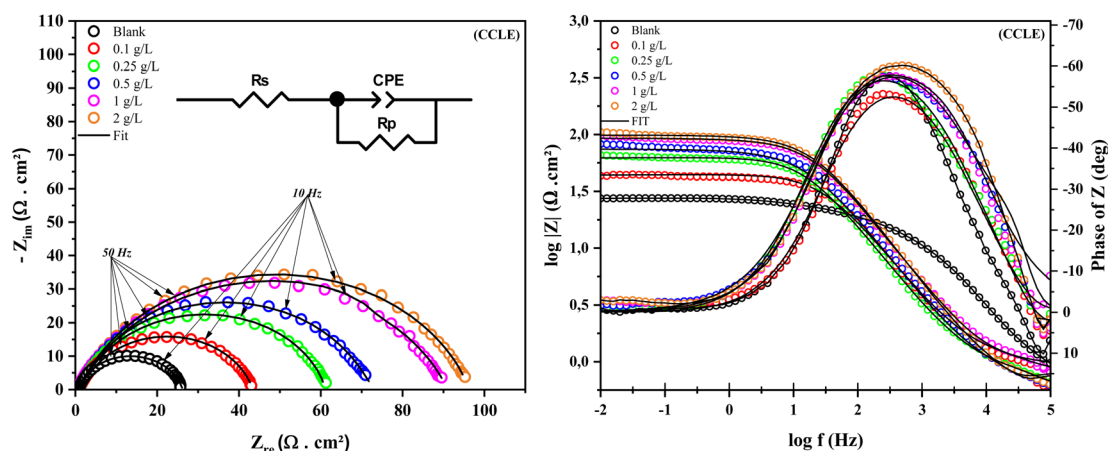 110
100
90
80
70
60
50
40
30
20
10
0
- Zim (Ω . cm²)
Blank
0.1 g/L
0.25 g/L
0.5 g/L
1 g/L
2 g/L
Fit
(CCLE)
Rs
CPE
Rp
10 Hz
50 Hz
0 20 40 60 80 100
Zre (Ω . cm²)
3,0
2,5
2,0
1,5
1,0
0,5
0,0
log |Z| (Ω.cm²)
Blank
0.1 g/L
0.25 g/L
0.5 g/L
1 g/L
2 g/L
FIT
(CCLE)
-70
-60
-50
-40
-30
-20
-10
0
10
Phase of Z (deg)
-2 -1 0 1 2 3 4 5
log f (Hz)